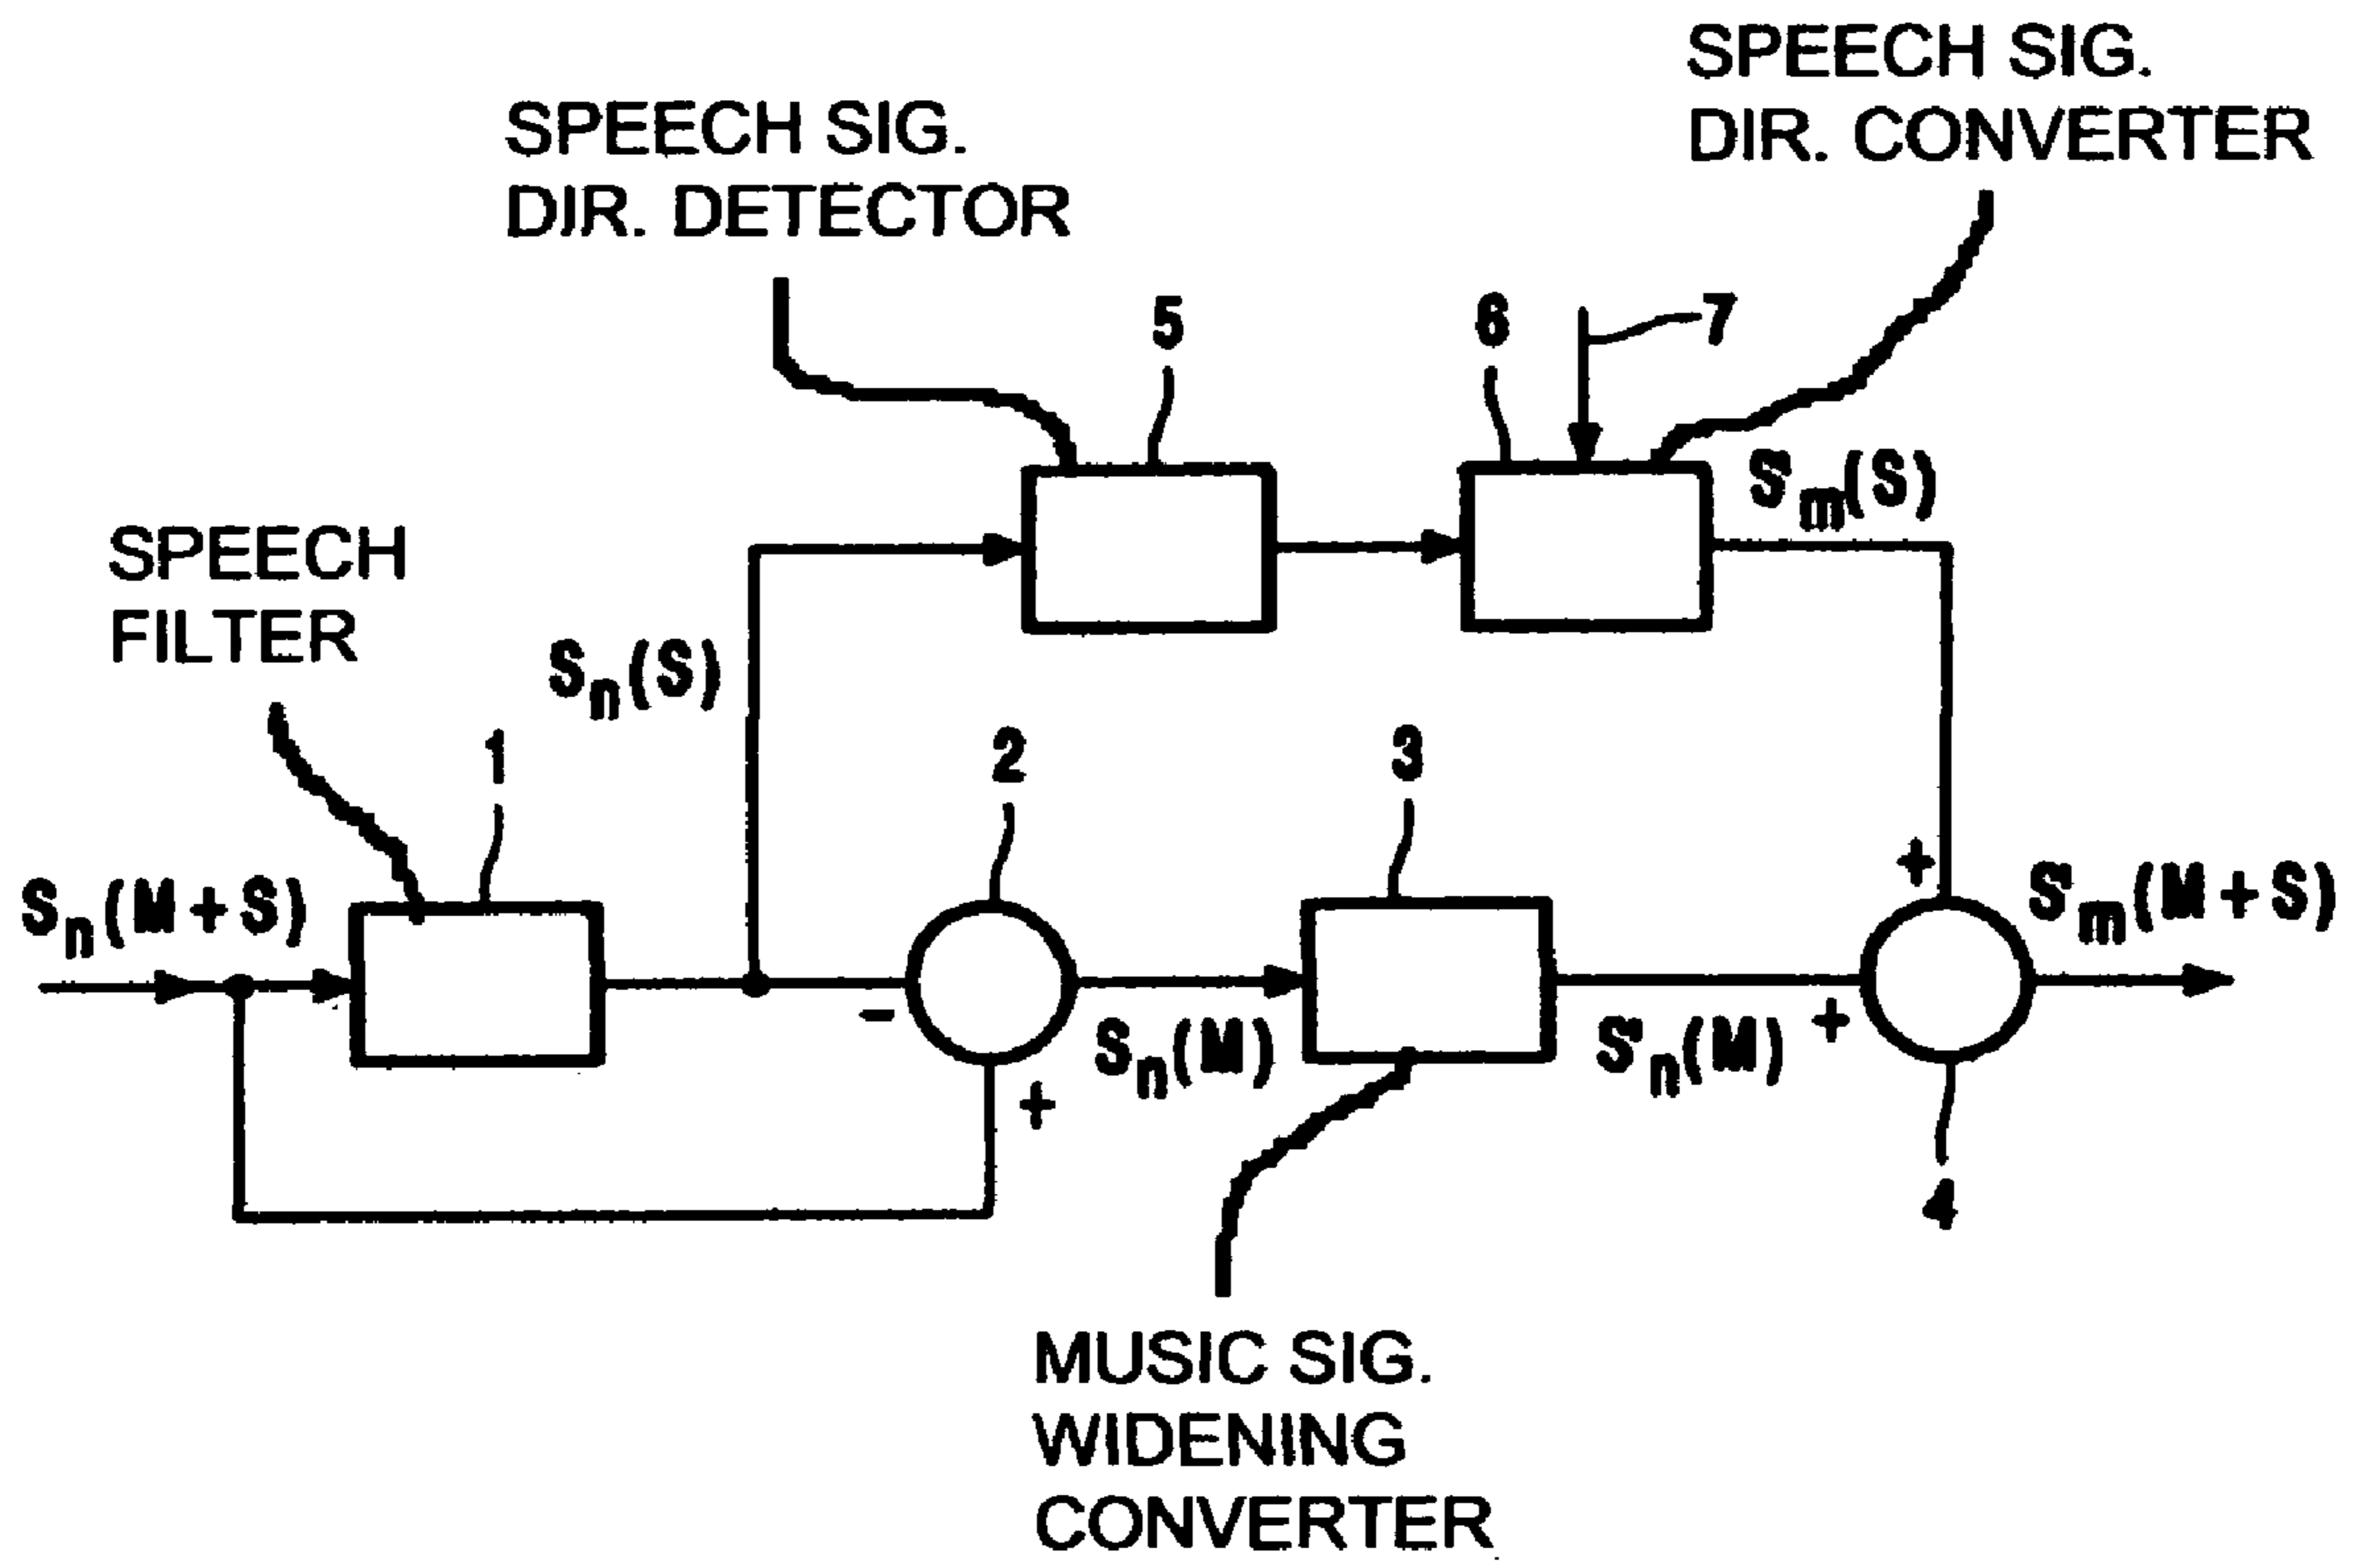 SPEECH SIG.
DIR. CONVERTER
SPEECH SIG.
DIR. DETECTOR
5
6
7
S'm(S)
SPEECH
FILTER
Sn(S)
1
2
3
Sn(M+S)
+
S'm(M+S)
-
+
Sn(M)
S'n(M)
+
4
MUSIC SIG.
WIDENING
CONVERTER